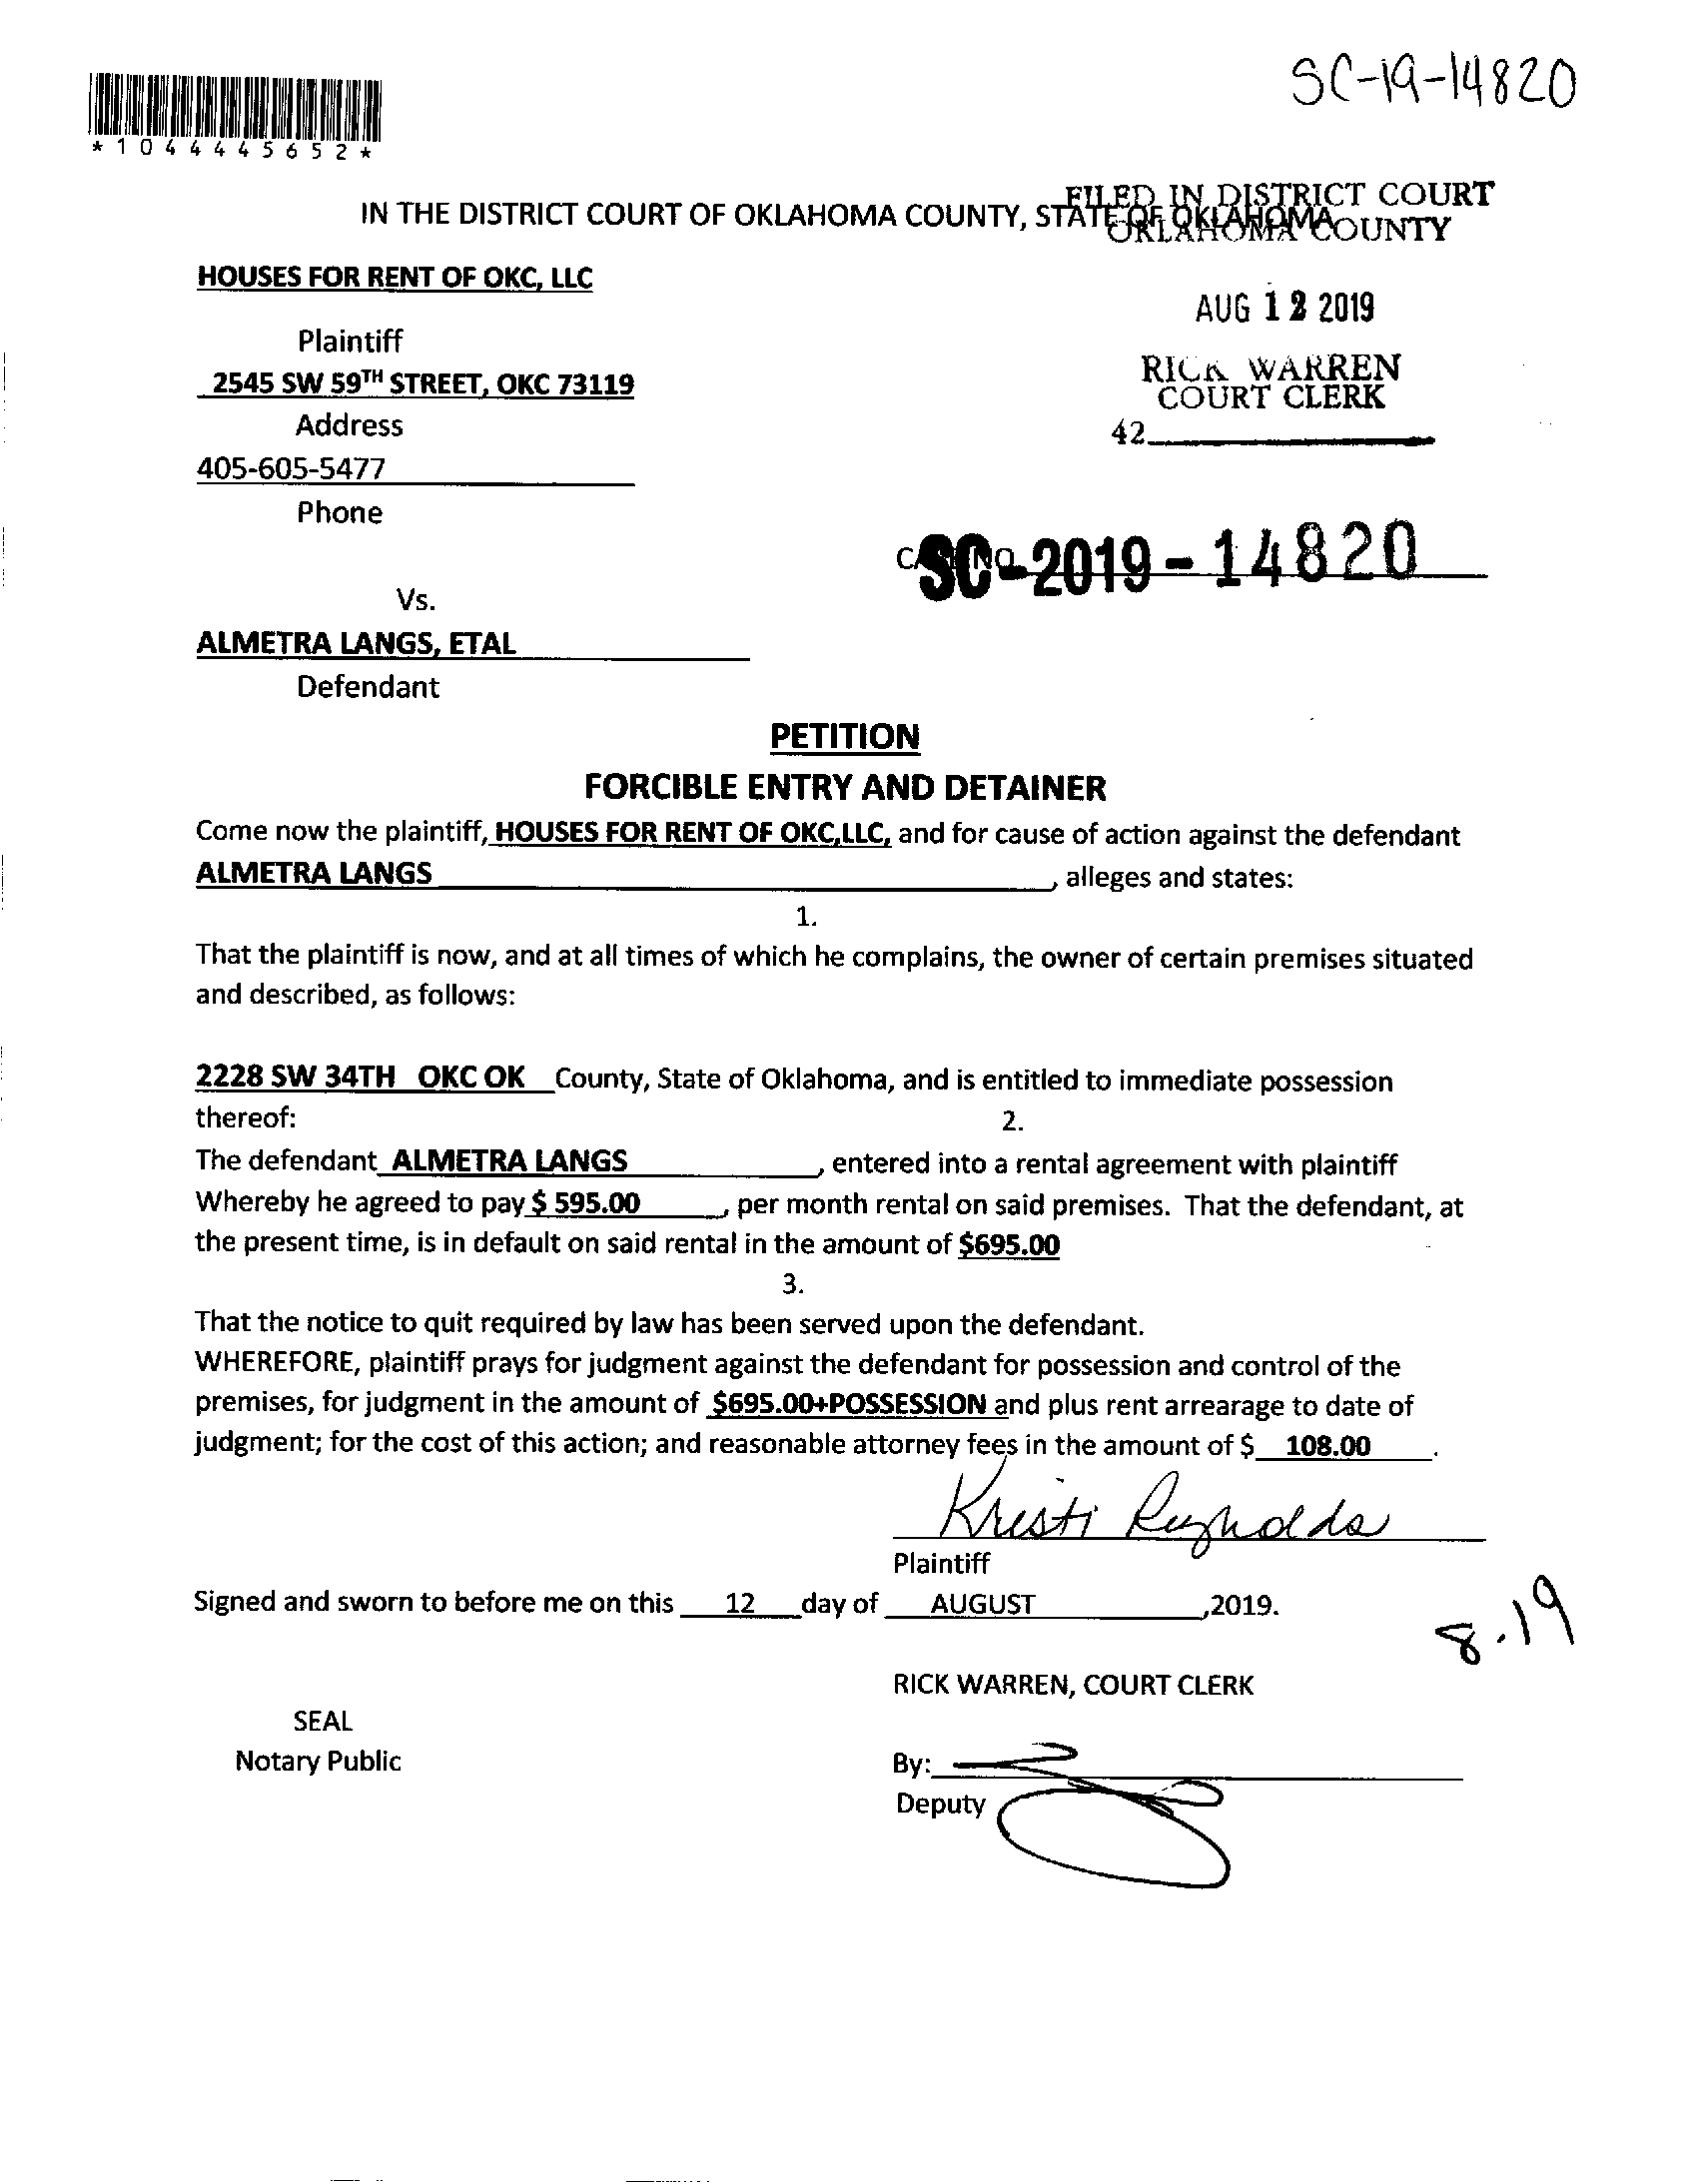 SC-19-14820
*1044445652*
IN THE DISTRICT COURT OF OKLAHOMA COUNTY, STATE OF OKLAHOMA
FILED IN DISTRICT COURT
OKLAHOMA COUNTY
HOUSES FOR RENT OF OKC, LLC
AUG 12 2019
Plaintiff
RICK WARREN
COURT CLERK
2545 SW 59TH STREET, OKC 73119
Address
42
405-605-5477
Phone
SC-2019-14820
Vs.
ALMETRA LANGS, ETAL
Defendant
PETITION
FORCIBLE ENTRY AND DETAINER
Come now the plaintiff, HOUSES FOR RENT OF OKC,LLC, and for cause of action against the defendant
ALMETRA LANGS, alleges and states:
1.
That the plaintiff is now, and at all times of which he complains, the owner of certain premises situated
and described, as follows:
2228 SW 34TH OKC OK County, State of Oklahoma, and is entitled to immediate possession
thereof: 2.
The defendant ALMETRA LANGS, entered into a rental agreement with plaintiff
Whereby he agreed to pay $ 595.00, per month rental on said premises. That the defendant, at
the present time, is in default on said rental in the amount of $695.00
3.
That the notice to quit required by law has been served upon the defendant.
WHEREFORE, plaintiff prays for judgment against the defendant for possession and control of the
premises, for judgment in the amount of $695.00+POSSESSION and plus rent arrearage to date of
judgment; for the cost of this action; and reasonable attorney fees in the amount of $ 108.00.
Kristi Reynolds
Plaintiff
Signed and sworn to before me on this 12 day of AUGUST,2019.
8.19
RICK WARREN, COURT CLERK
SEAL
Notary Public
By:
Deputy